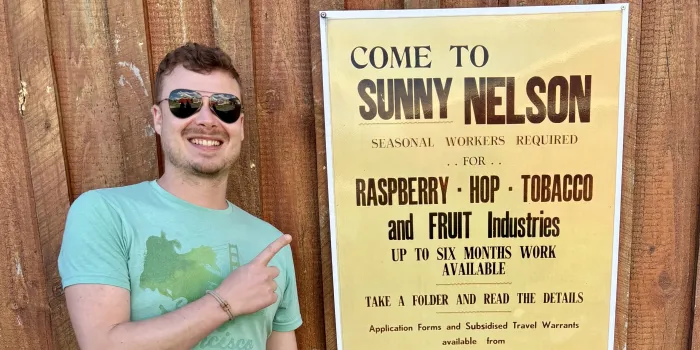 COME TO
SUNNY NELSON
SEASONAL WORKERS REQUIRED
. . FOR . .
RASPBERRY · HOP · TOBACCO
and FRUIT Industries
UP TO SIX MONTHS WORK
AVAILABLE
TAKE A FOLDER AND READ THE DETAILS
Application Forms and Subsidised Travel Warrants
available from